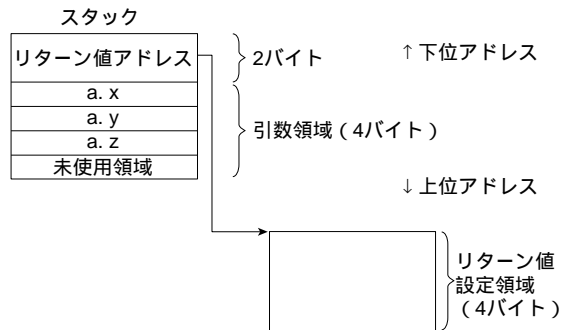 スタック
リターン値アドレス
2バイト
↑下位アドレス
a. x
a. y
a. z
未使用領域
引数領域（4バイト）
↓上位アドレス
リターン値
設定領域
（4バイト）